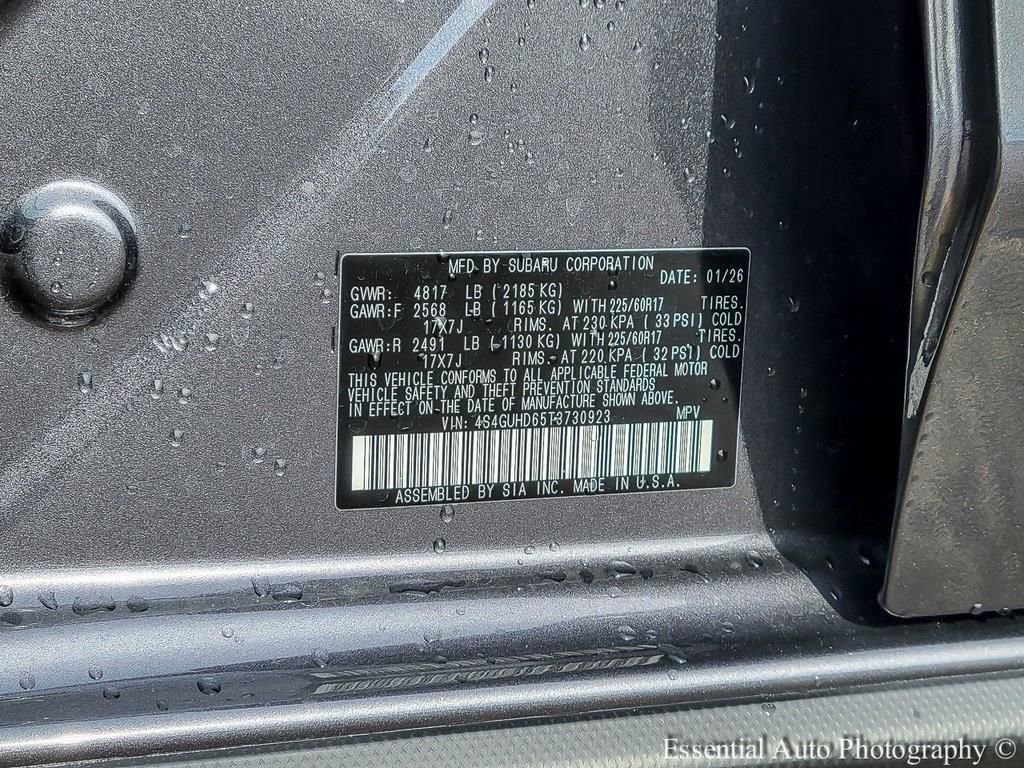 MFD BY SUBARU CORPORATION
DATE: 01/26
GVWR: 4817 LB ( 2185 KG)
GAWR:F 2568 LB ( 1165 KG) WITH 225/60R17 TIRES.
17X7J RIMS. AT 230 KPA ( 33 PSI) COLD
GAWR:R 2491 LB ( 1130 KG) WITH 225/60R17 TIRES.
17X7J RIMS. AT 220 KPA ( 32 PSI) COLD
THIS VEHICLE CONFORMS TO ALL APPLICABLE FEDERAL MOTOR
VEHICLE SAFETY AND THEFT PREVENTION STANDARDS
IN EFFECT ON THE DATE OF MANUFACTURE SHOWN ABOVE.
VIN: 4S4GUHD65T3730923 MPV
ASSEMBLED BY SIA INC. MADE IN U.S.A.
Essential Auto Photography ©